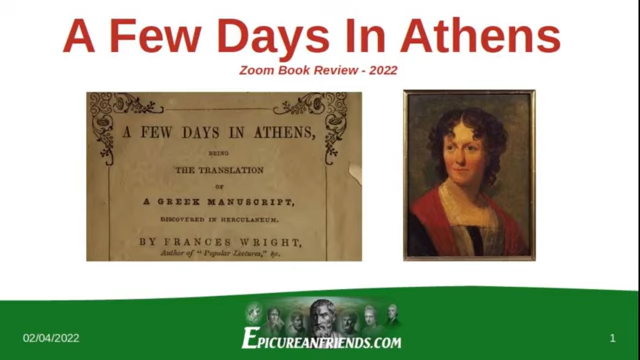 A Few Days In Athens
Zoom Book Review - 2022
A FEW DAYS IN ATHENS,
BEING
THE TRANSLATION
OF
A GREEK MANUSCRIPT,
DISCOVERED IN HERCULANEUM.
BY FRANCES WRIGHT,
Author of "Popular Lectures," &c.
02/04/2022
EPICUREANFRIENDS.COM
1